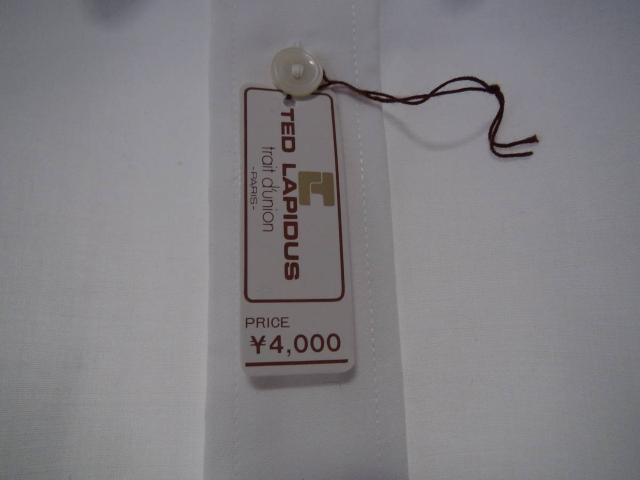 TED LAPIDUS
trait d'union
-PARIS-
PRICE
¥4,000